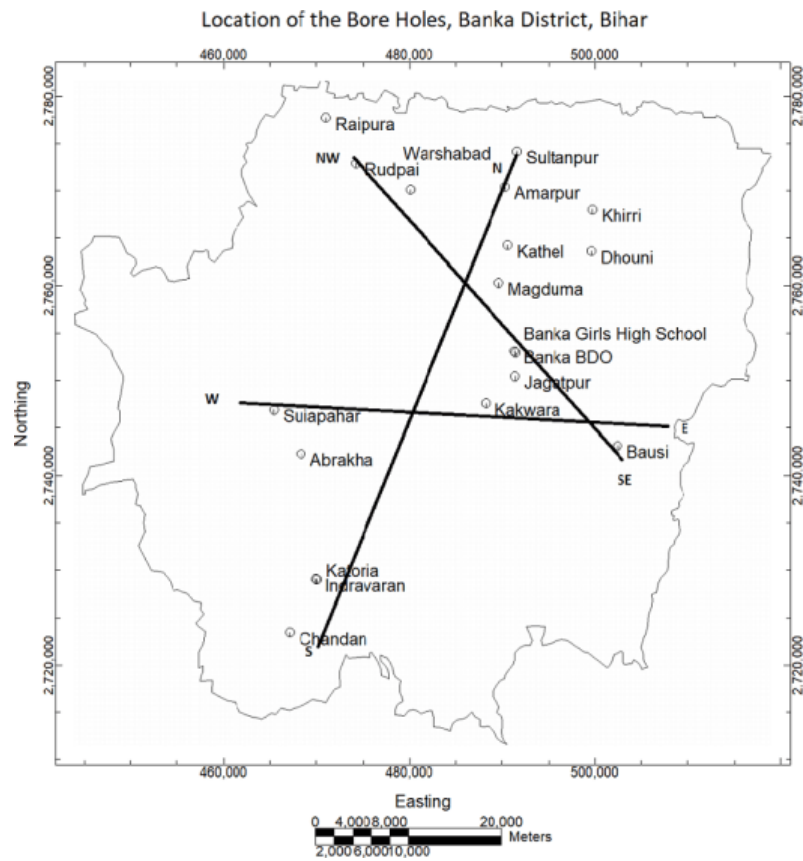 Location of the Bore Holes, Banka District, Bihar
460,000 480,000 500,000
2,780,000 2,780,000
Raipura
NW Rudpai
Warshabad
N Sultanpur
Amarpur
Khirri
Kathel
Dhouni
2,760,000 2,760,000
Magduma
Banka Girls High School
Banka BDO
Jagatpur
W
Suiapahar
Kakwara
E
Bausi
SE
Northing
Abrakha
2,740,000 2,740,000
Katoria
Indravaran
Chandan
S
2,720,000 2,720,000
460,000 480,000 500,000
Easting
0 4,000 8,000 20,000
Meters
2,000 6,000 10,000